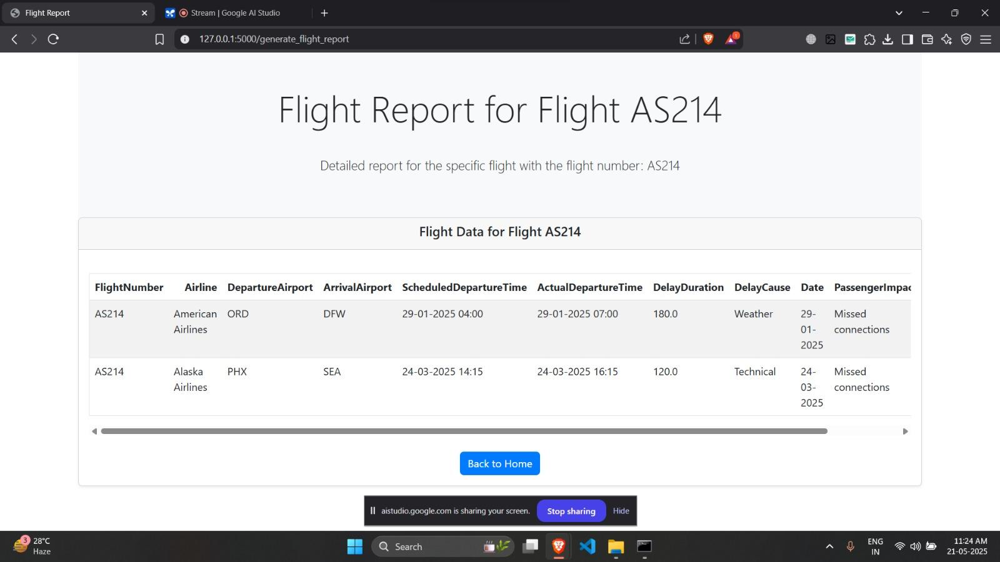 Flight Report
Stream | Google AI Studio
127.0.0.1:5000/generate_flight_report
1
Flight Report for Flight AS214
Detailed report for the specific flight with the flight number: AS214
Flight Data for Flight AS214
FlightNumber Airline DepartureAirport ArrivalAirport ScheduledDepartureTime ActualDepartureTime DelayDuration DelayCause Date PassengerImpac
AS214 American ORD DFW 29-01-2025 04:00 29-01-2025 07:00 180.0 Weather 29- Missed
Airlines 01- connections
2025
AS214 Alaska PHX SEA 24-03-2025 14:15 24-03-2025 16:15 120.0 Technical 24- Missed
Airlines 03- connections
2025
Back to Home
aistudio.google.com is sharing your screen. Stop sharing Hide
3 28°C
Haze
Search
ENG
IN
11:24 AM
21-05-2025